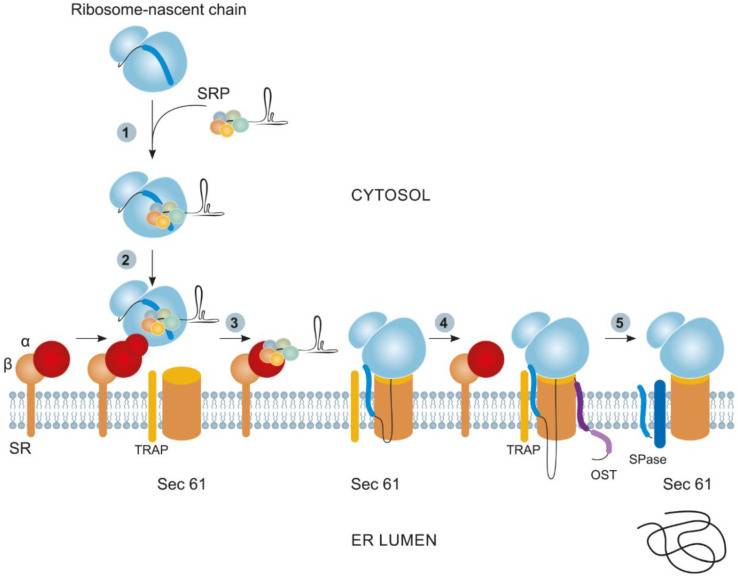 Ribosome-nascent chain
SRP
1
CYTOSOL
2
3
4
5
α
β
SR
TRAP
TRAP
OST
SPase
Sec 61
Sec 61
Sec 61
ER LUMEN